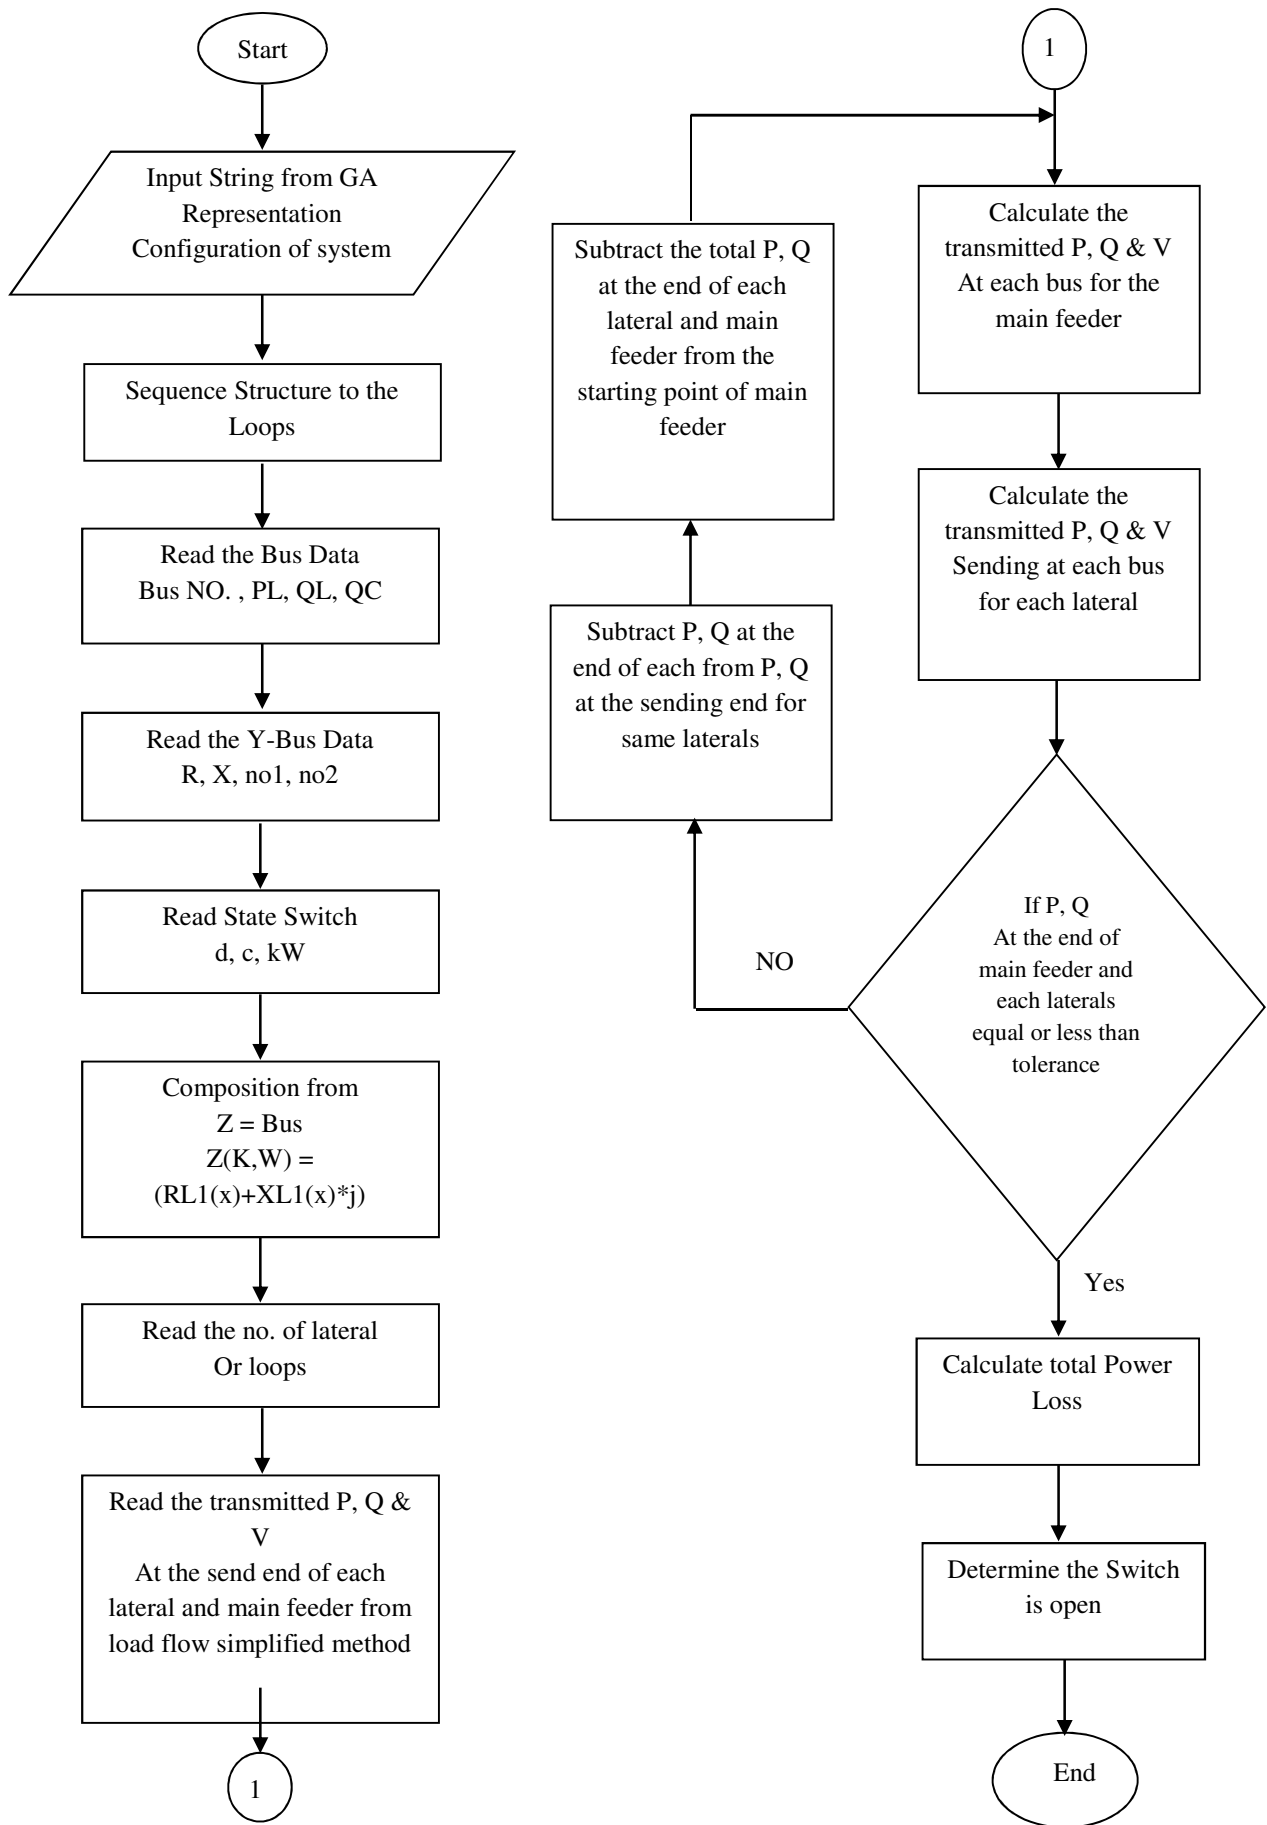 Start
Input String from GA
Representation
Configuration of system
Sequence Structure to the
Loops
Read the Bus Data
Bus NO. , PL, QL, QC
Read the Y-Bus Data
R, X, no1, no2
Read State Switch
d, c, kW
Composition from
Z = Bus
Z(K,W) =
(RL1(x)+XL1(x)*j)
Read the no. of lateral
Or loops
Read the transmitted P, Q &
V
At the send end of each
lateral and main feeder from
load flow simplified method
1
1
Calculate the
transmitted P, Q & V
At each bus for the
main feeder
Calculate the
transmitted P, Q & V
Sending at each bus
for each lateral
If P, Q
At the end of
main feeder and
each laterals
equal or less than
tolerance
NO
Subtract P, Q at the
end of each from P, Q
at the sending end for
same laterals
Subtract the total P, Q
at the end of each
lateral and main
feeder from the
starting point of main
feeder
Yes
Calculate total Power
Loss
Determine the Switch
is open
End